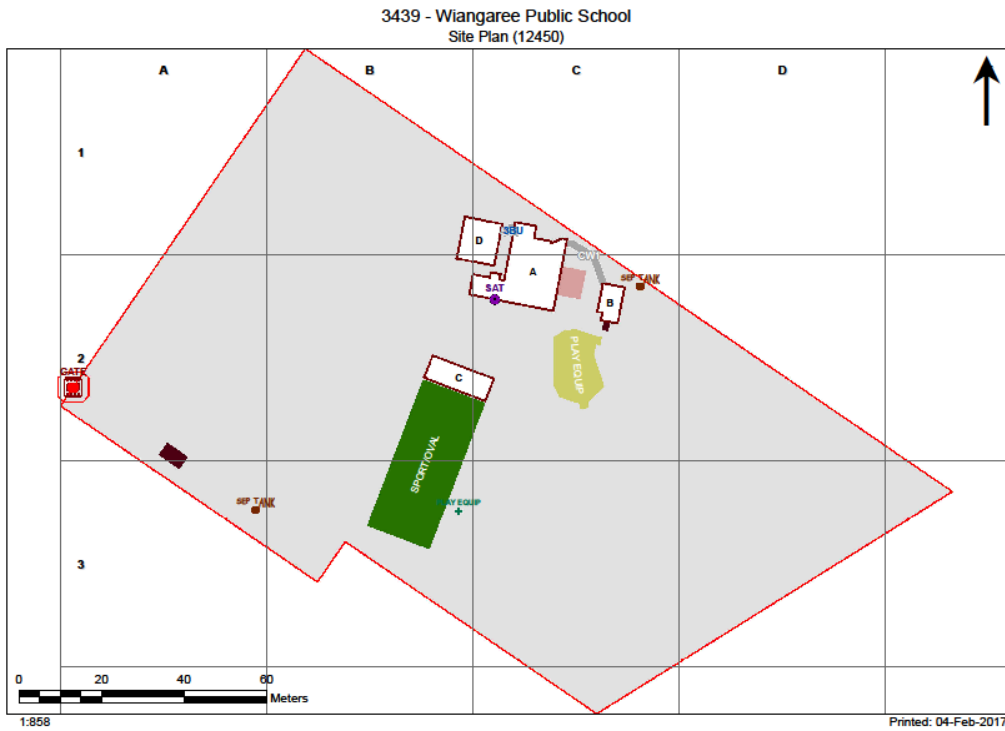 3439 - Wiangaree Public School
Site Plan (12450)
A
B
C
D
1
SBU
D
CW1
A
SEP TANK
SAT
B
2
PLAY EQUIP
GATE
C
SPORT/OVAL
SEP TANK
PLAY EQUIP
3
0
20
40
60
Meters
1:858
Printed: 04-Feb-2017